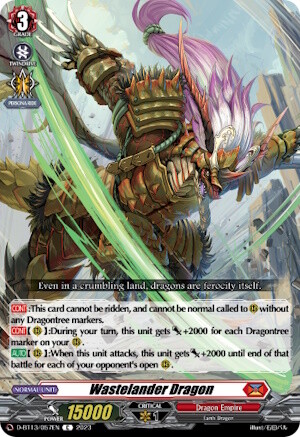 3
GRADE
TWIN DRIVE
PERSONA RIDE
Even in a crumbling land, dragons are ferocity itself.
CONT:This card cannot be ridden, and cannot be normal called to without
any Dragontree markers.
CONT【】:During your turn, this unit gets +2000 for each Dragontree
marker on your .
AUTO【】:When this unit attacks, this unit gets +2000 until end of that
battle for each of your opponent's open .
NORMAL UNIT
Wastelander Dragon
POWER 15000
CRITICAL
1
Dragon Empire
Earth Dragon
D-BT13/057EN C 2023